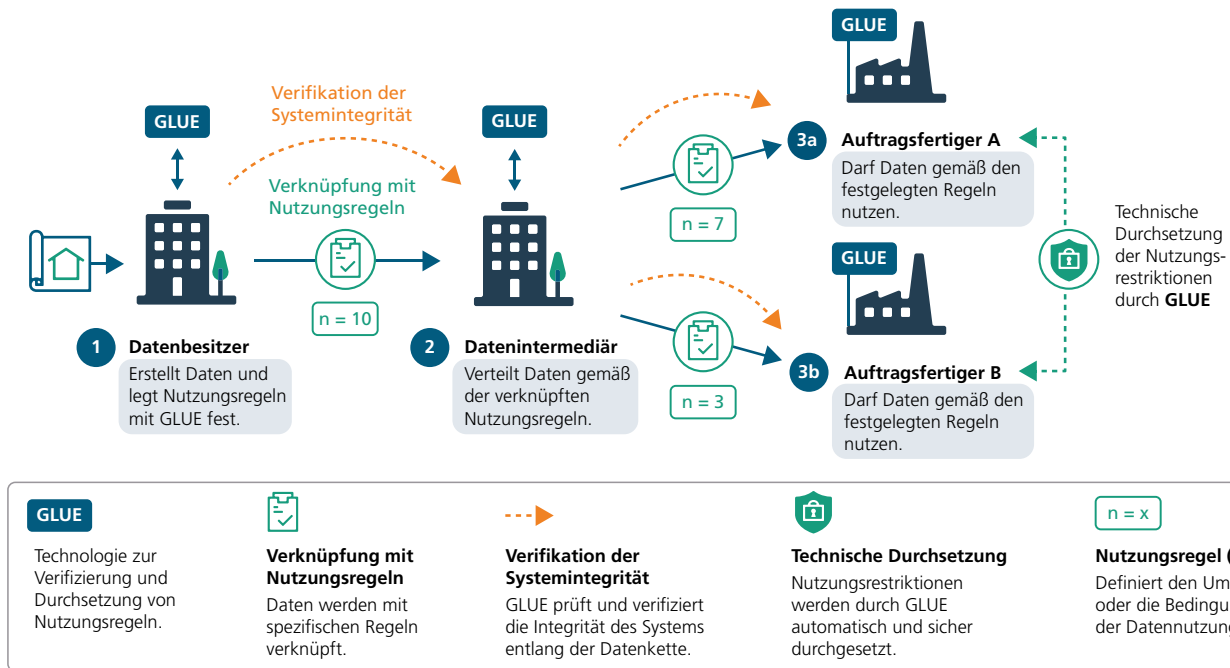 GLUE
Verifikation der
Systemintegrität
GLUE
Verknüpfung mit
Nutzungsregeln
n = 10
1 Datenbesitzer
Erstellt Daten und
legt Nutzungsregeln
mit GLUE fest.
2 Datenintermediär
Verteilt Daten gemäß
der verknüpften
Nutzungsregeln.
n = 7
n = 3
GLUE
3a Auftragsfertiger A
Darf Daten gemäß den
festgelegten Regeln
nutzen.
GLUE
3b Auftragsfertiger B
Darf Daten gemäß den
festgelegten Regeln
nutzen.
Technische
Durchsetzung
der Nutzungs-
restriktionen
durch GLUE
GLUE
Technologie zur
Verifizierung und
Durchsetzung von
Nutzungsregeln.
Verknüpfung mit
Nutzungsregeln
Daten werden mit
spezifischen Regeln
verknüpft.
Verifikation der
Systemintegrität
GLUE prüft und verifiziert
die Integrität des Systems
entlang der Datenkette.
Technische Durchsetzung
Nutzungsrestriktionen
werden durch GLUE
automatisch und sicher
durchgesetzt.
n = x
Nutzungsregel (
Definiert den
oder die
der